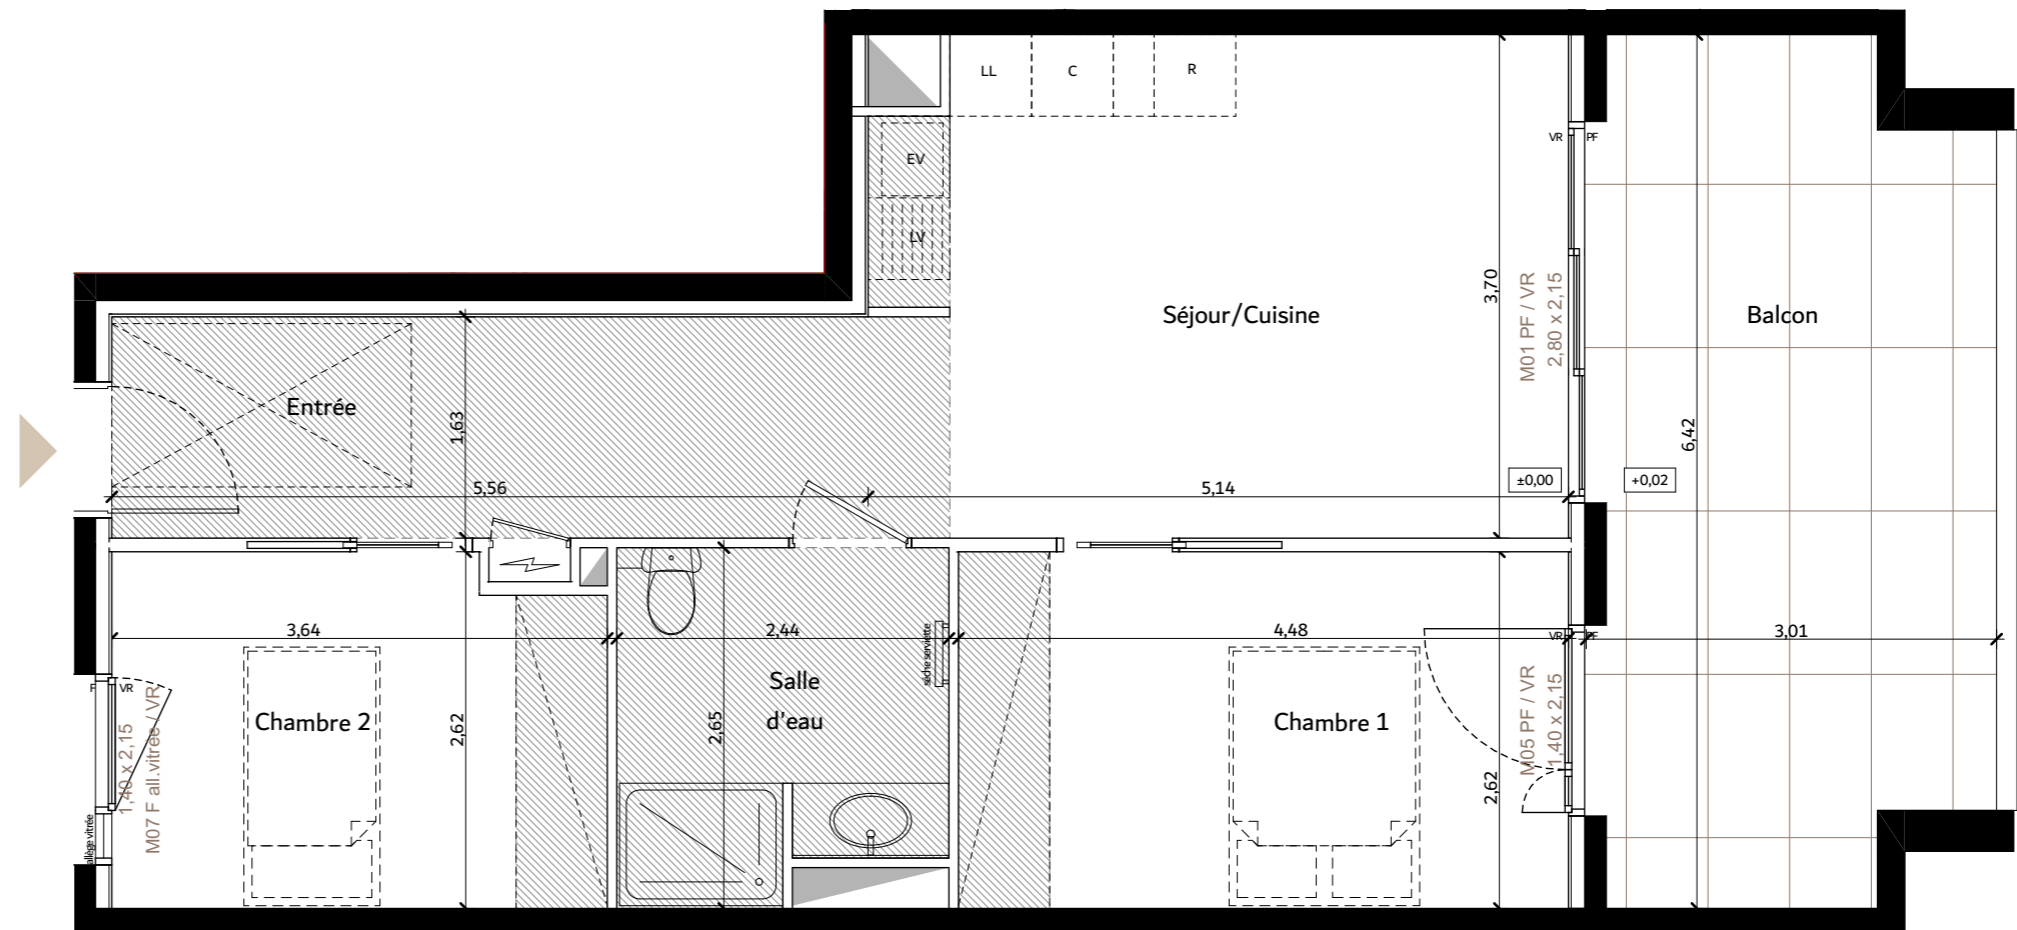 LL
C
R
VR
PF
EV
LV
Séjour/Cuisine
Balcon
3,70
M01 PF / VR
2,80 x 2,15
Entrée
1,63
6,42
5,56
5,14
±0,00
+0,02
3,64
2,44
4,48
VR
PF
3,01
sèche serviette
Salle
d'eau
F
VR
Chambre 2
2,62
2,65
Chambre 1
M05 PF / VR
1,40 x 2,15
2,62
1,40 x 2,15
M07 F all.vitrée / VR
allège vitrée